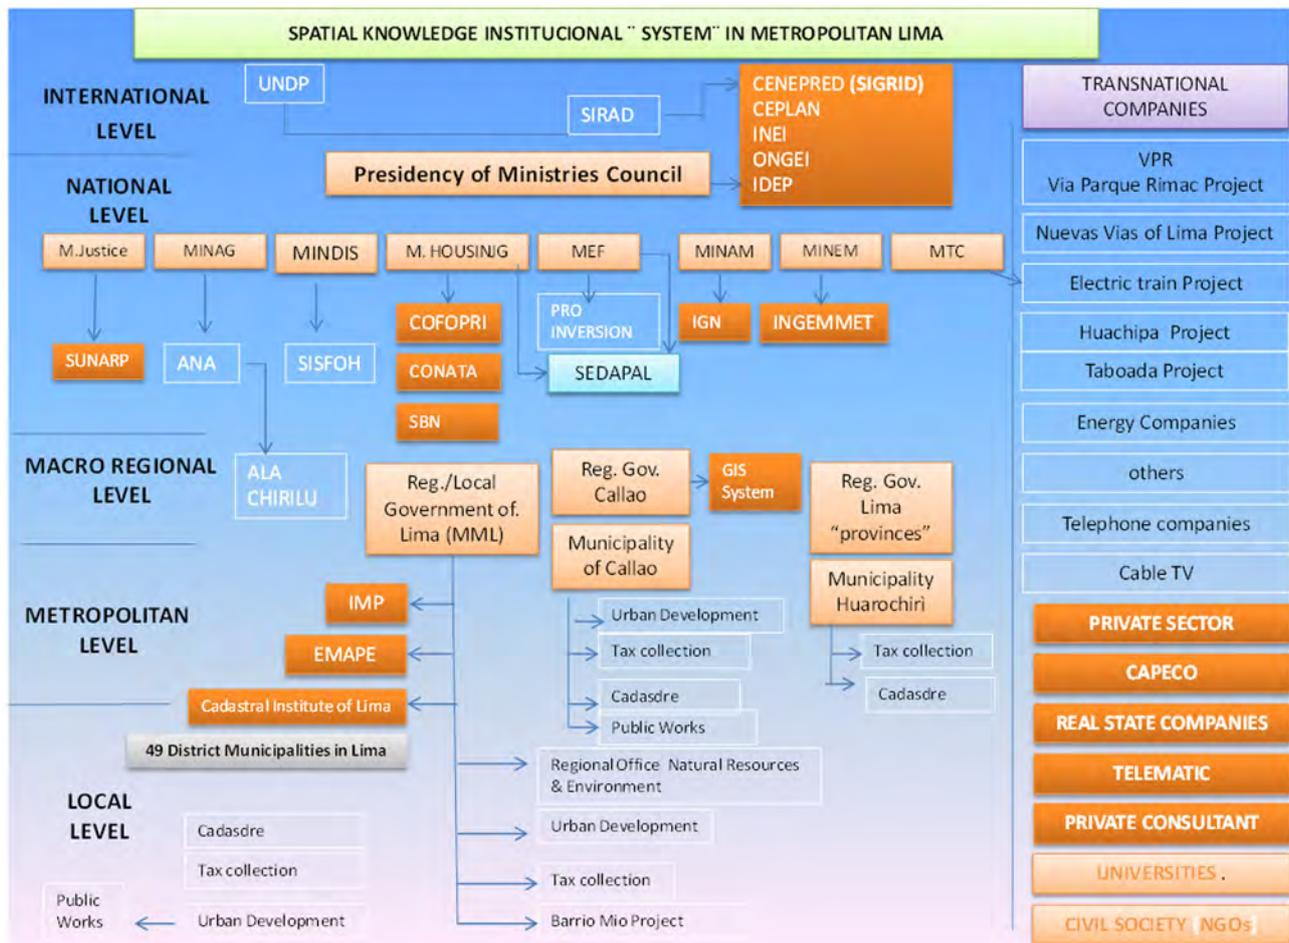 SPATIAL KNOWLEDGE INSTITUCIONAL ¨ SYSTEM¨ IN METROPOLITAN LIMA
INTERNATIONAL
LEVEL
UNDP
SIRAD
CENEPRED (SIGRID)
CEPLAN
INEI
ONGEI
IDEP
Presidency of Ministries Council
NATIONAL
LEVEL
M.Justice
MINAG
MINDIS
M. HOUSINJG
MEF
MINAM
MINEM
MTC
SUNARP
ANA
SISFOH
COFOPRI
CONATA
SBN
PRO
INVERSION
SEDAPAL
IGN
INGEMMET
MACRO REGIONAL
LEVEL
ALA
CHIRILU
Reg./Local
Government of.
Lima (MML)
Reg. Gov.
Callao
GIS
System
Municipality
of Callao
Reg. Gov.
Lima
“provinces”
Municipality
Huarochirì
METROPOLITAN
LEVEL
IMP
EMAPE
Cadastral Institute of Lima
Urban Development
Tax collection
Cadasdre
Public Works
Tax collection
Cadasdre
49 District Municipalities in Lima
Regional Office Natural Resources
& Environment
Urban Development
Tax collection
Barrio Mio Project
LOCAL
LEVEL
Cadasdre
Tax collection
Urban Development
Public
Works
TRANSNATIONAL
COMPANIES
VPR
Via Parque Rimac Project
Nuevas Vias of Lima Project
Electric train Project
Huachipa Project
Taboada Project
Energy Companies
others
Telephone companies
Cable TV
PRIVATE SECTOR
CAPECO
REAL STATE COMPANIES
TELEMATIC
PRIVATE CONSULTANT
UNIVERSITIES .
CIVIL SOCIETY (NGOs)